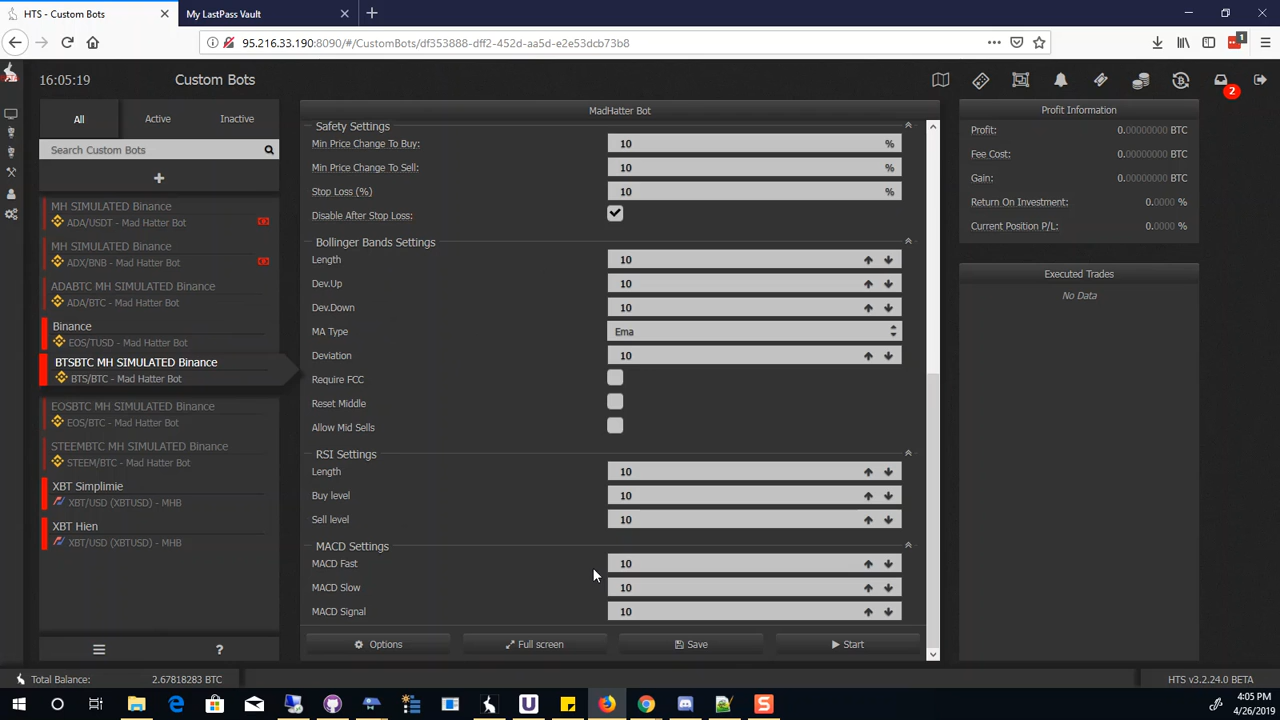 HTS - Custom Bots
My LastPass Vault
95.216.33.190:8090/#/CustomBots/df353888-dff2-452d-aa5d-e2e53dcb73b8
1
16:05:19
Custom Bots
2
All
Active
Inactive
Search Custom Bots
MH SIMULATED Binance
ADA/USDT - Mad Hatter Bot
MH SIMULATED Binance
ADX/BNB - Mad Hatter Bot
ADABTC MH SIMULATED Binance
ADA/BTC - Mad Hatter Bot
Binance
EOS/TUSD - Mad Hatter Bot
BTSBTC MH SIMULATED Binance
BTS/BTC - Mad Hatter Bot
EOSBTC MH SIMULATED Binance
EOS/BTC - Mad Hatter Bot
STEEMBTC MH SIMULATED Binance
STEEM/BTC - Mad Hatter Bot
XBT Simplimie
XBT/USD (XBTUSD) - MHB
XBT Hien
XBT/USD (XBTUSD) - MHB
?
MadHatter Bot
Safety Settings
Min Price Change To Buy: 10 %
Min Price Change To Sell: 10 %
Stop Loss (%) 10 %
Disable After Stop Loss:
Bollinger Bands Settings
Length 10
Dev.Up 10
Dev.Down 10
MA Type Ema
Deviation 10
Require FCC
Reset Middle
Allow Mid Sells
RSI Settings
Length 10
Buy level 10
Sell level 10
MACD Settings
MACD Fast 10
MACD Slow 10
MACD Signal 10
Options Full screen Save Start
Profit Information
Profit: 0.00000000 BTC
Fee Cost: 0.00000000 BTC
Gain: 0.00000000 BTC
Return On Investment: 0.0000 %
Current Position P/L: 0.0000 %
Executed Trades
No Data
Total Balance: 2.67818283 BTC
HTS v3.2.24.0 BETA
4:05 PM
4/26/2019